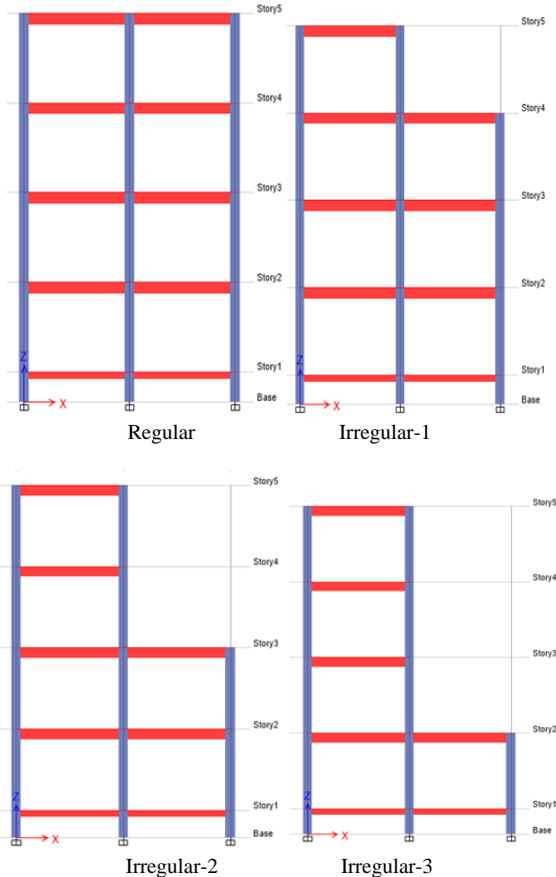 Story5
Story4
Story3
Story2
Story1
Base
Z
X
Regular
Story5
Story4
Story3
Story2
Story1
Base
Z
X
Irregular-1
Story5
Story4
Story3
Story2
Story1
Base
Z
X
Irregular-2
Story5
Story4
Story3
Story2
Story1
Base
Z
X
Irregular-3